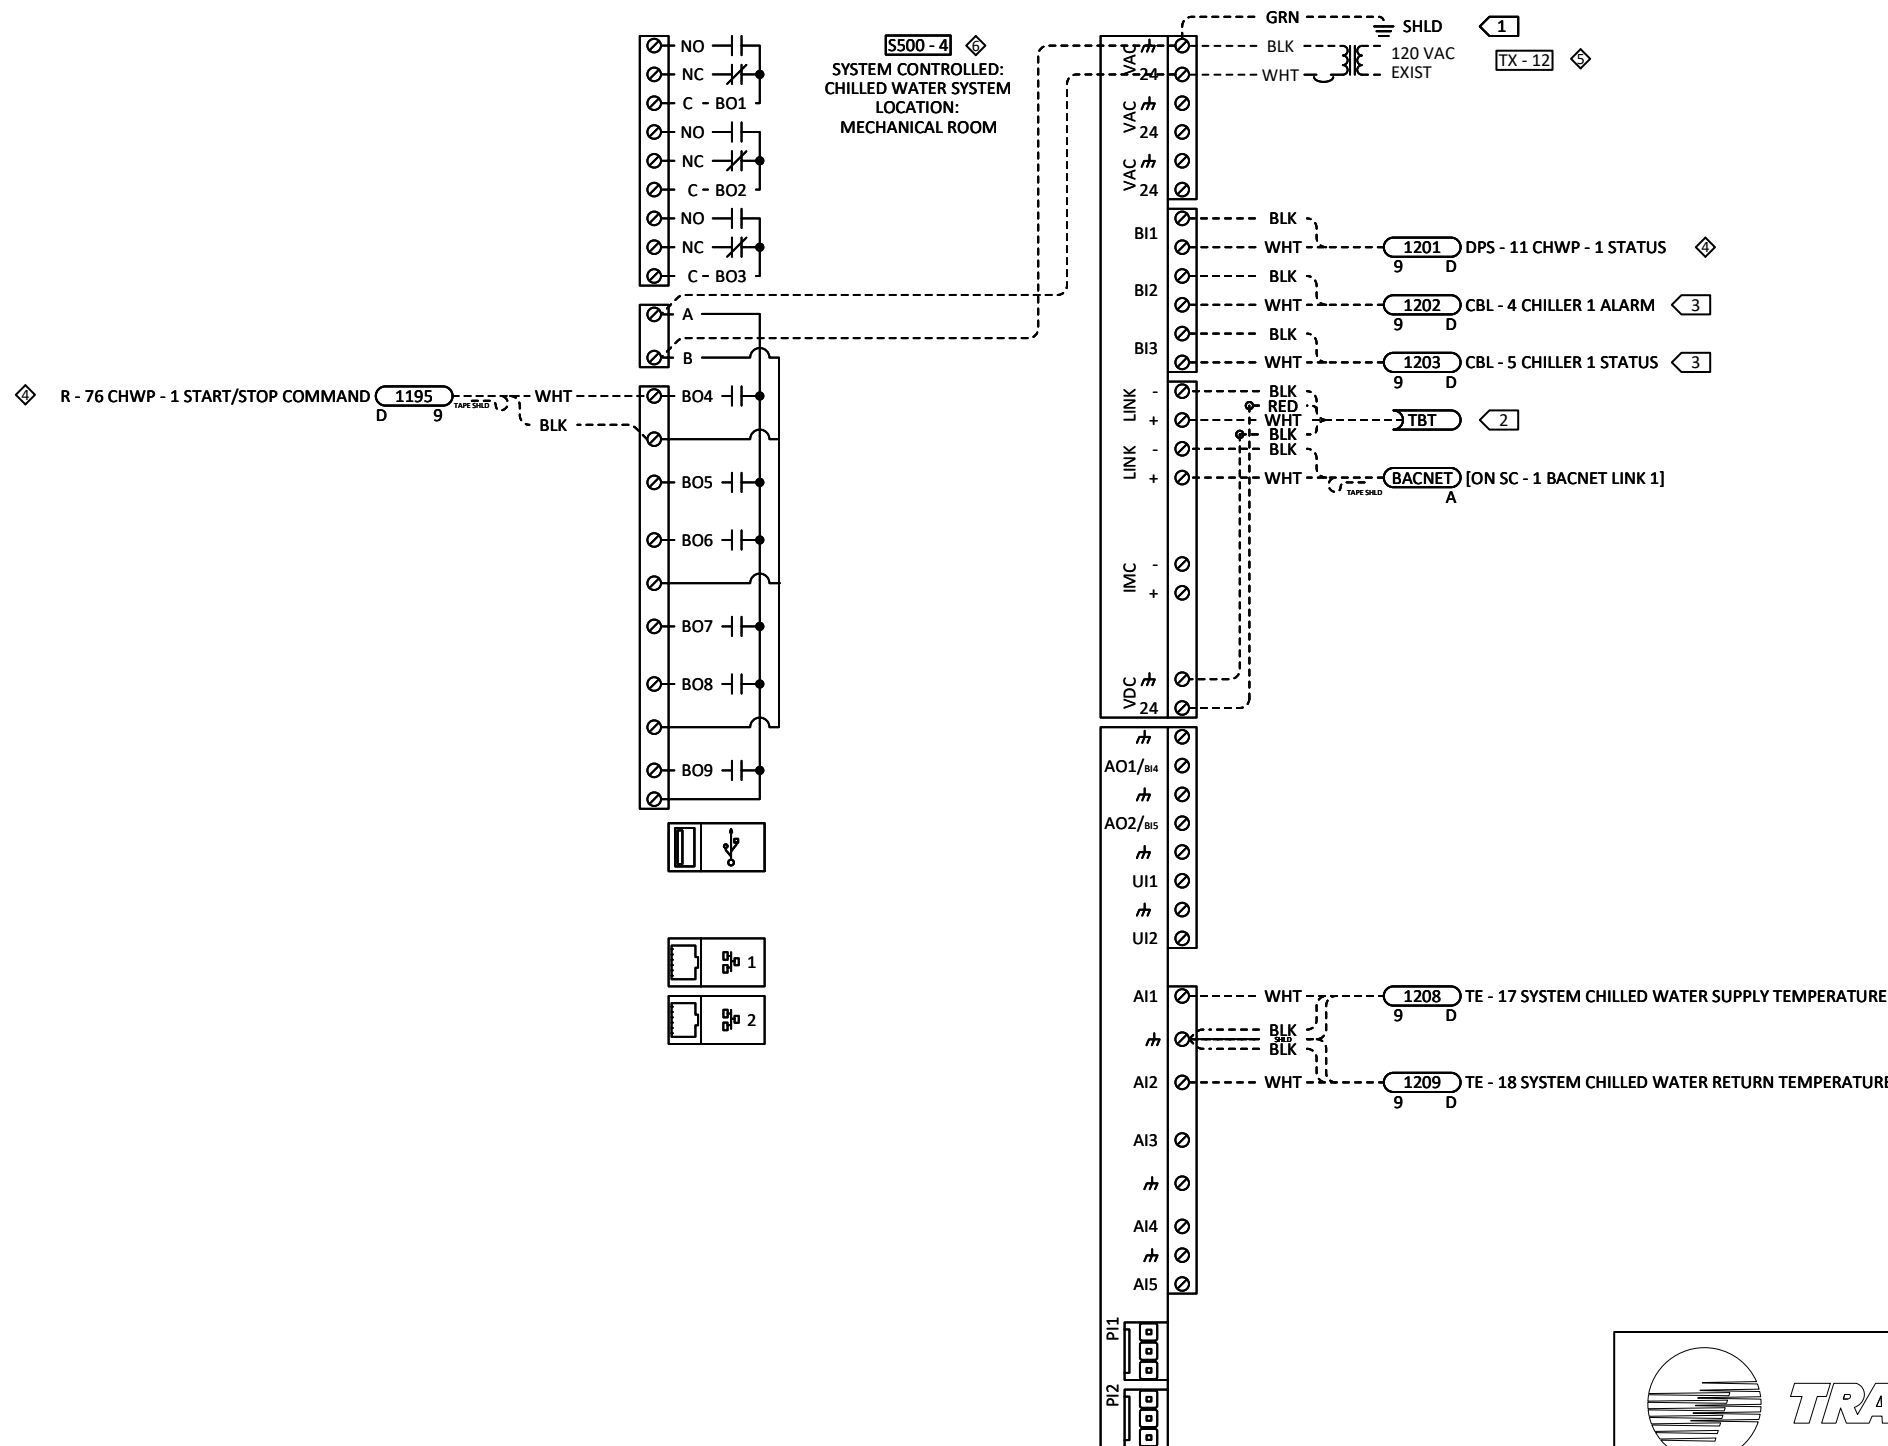 NO
NC
C - BO1
NO
NC
C - BO2
NO
NC
C - BO3
A
B
BO4
BO5
BO6
BO7
BO8
BO9
1
2
R - 76 CHWP - 1 START/STOP COMMAND
4
1195
D 9
TAPE SHLD
WHT
BLK
S500 - 4
6
SYSTEM CONTROLLED:
CHILLED WATER SYSTEM
LOCATION:
MECHANICAL ROOM
VAC
24
VAC
24
VAC
24
GRN
SHLD
1
BLK
WHT
120 VAC
EXIST
TX - 12
5
BI1
BLK
WHT
1201
9 D
DPS - 11 CHWP - 1 STATUS
4
BI2
BLK
WHT
1202
9 D
CBL - 4 CHILLER 1 ALARM
3
BI3
BLK
WHT
1203
9 D
CBL - 5 CHILLER 1 STATUS
3
LINK
-
+
BLK
RED
WHT
BLK
TBT
2
LINK
-
+
BLK
WHT
TAPE SHLD
BACNET
A
[ON SC - 1 BACNET LINK 1]
IMC
-
+
VDC
24
AO1/BI4
AO2/BI5
UI1
UI2
AI1
WHT
1208
9 D
TE - 17 SYSTEM CHILLED WATER SUPPLY TEMPERATURE
BLK
SHLD
BLK
AI2
WHT
1209
9 D
TE - 18 SYSTEM CHILLED WATER RETURN TEMPERATURE
AI3
AI4
AI5
PI1
PI2
TRA